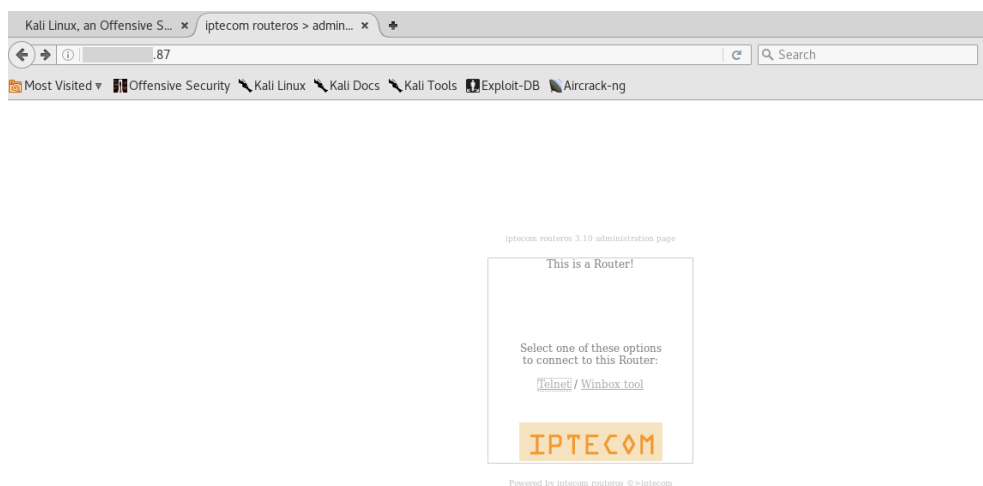 Kali Linux, an Offensive S...
iptecom routeros > admin...
.87
Search
Most Visited
Offensive Security
Kali Linux
Kali Docs
Kali Tools
Exploit-DB
Aircrack-ng
iptecom routeros 3.10 administration page
This is a Router!
Select one of these options
to connect to this Router:
Telnet / Winbox tool
IPTECOM
Powered by iptecom routeros ©>iptecom